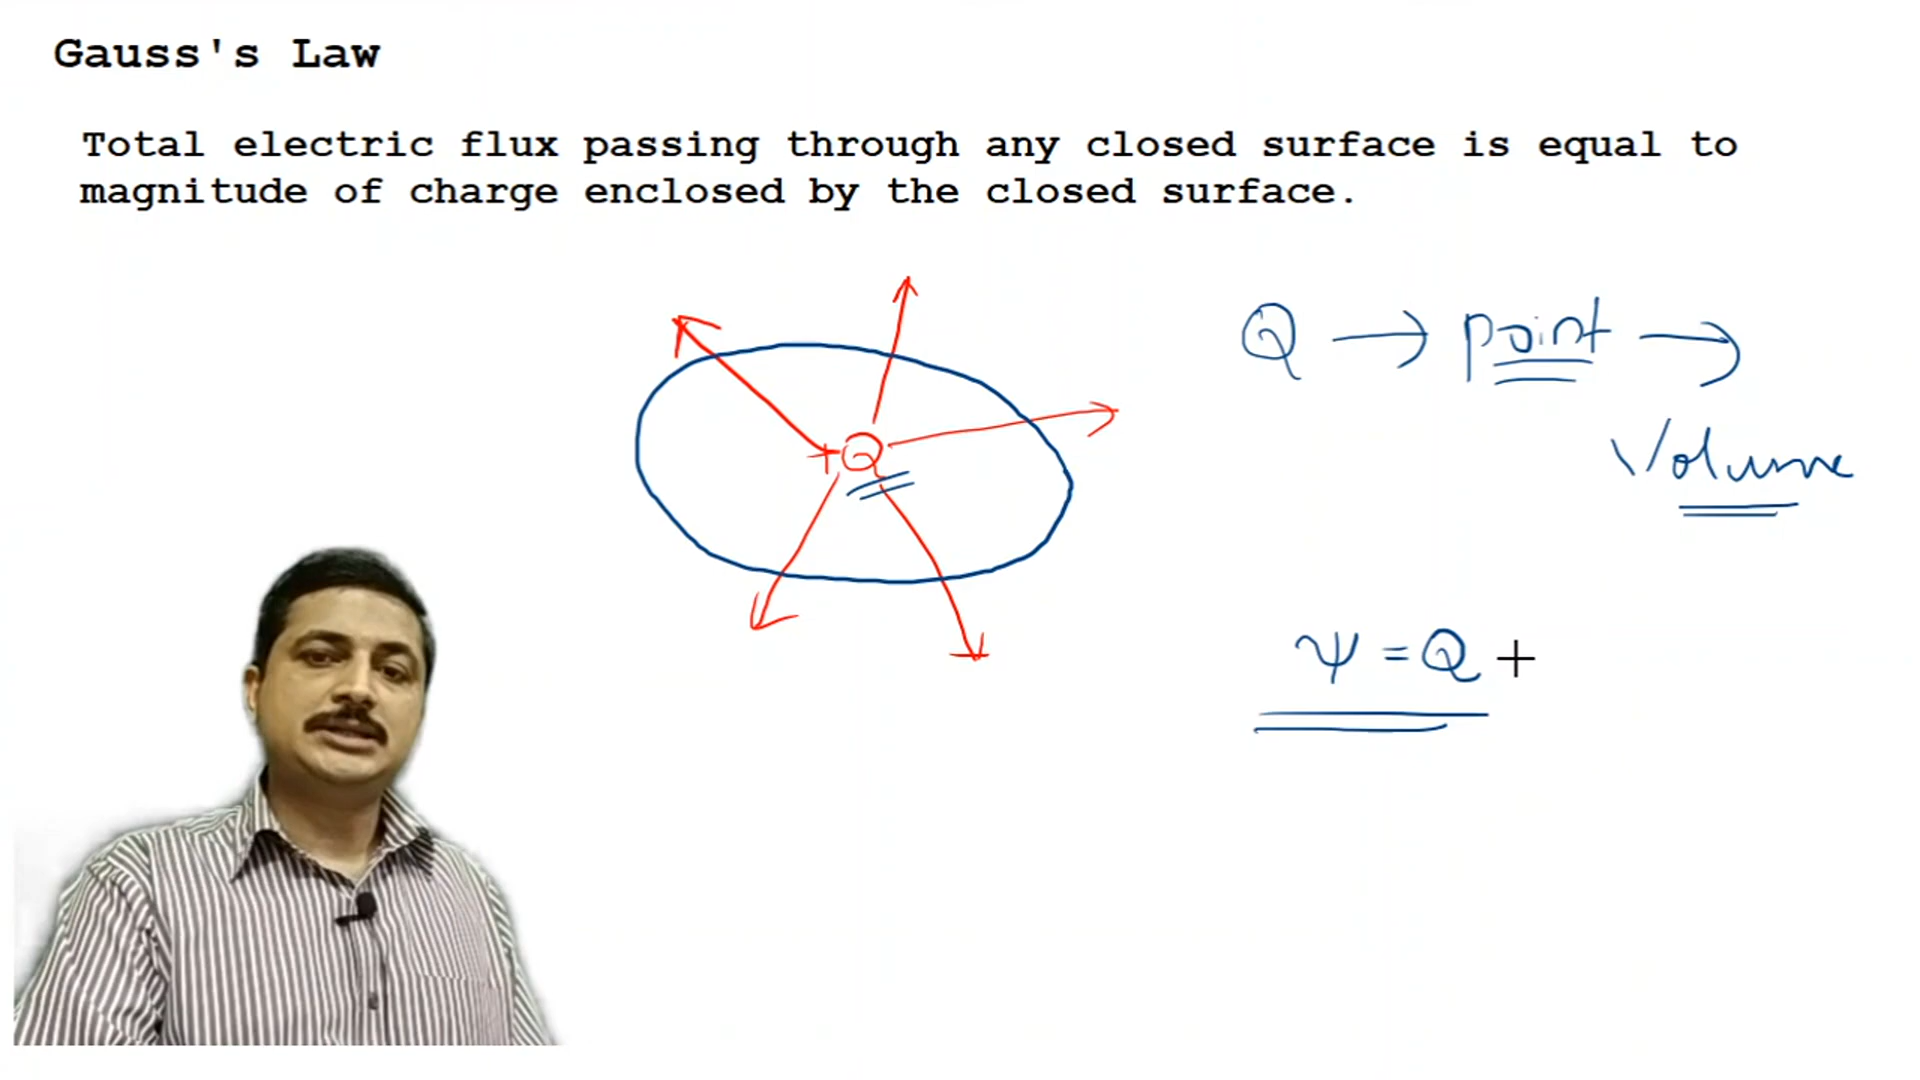 Gauss's Law
Total electric flux passing through any closed surface is equal to
magnitude of charge enclosed by the closed surface.
+Q
Q → point →
Volume
ψ = Q